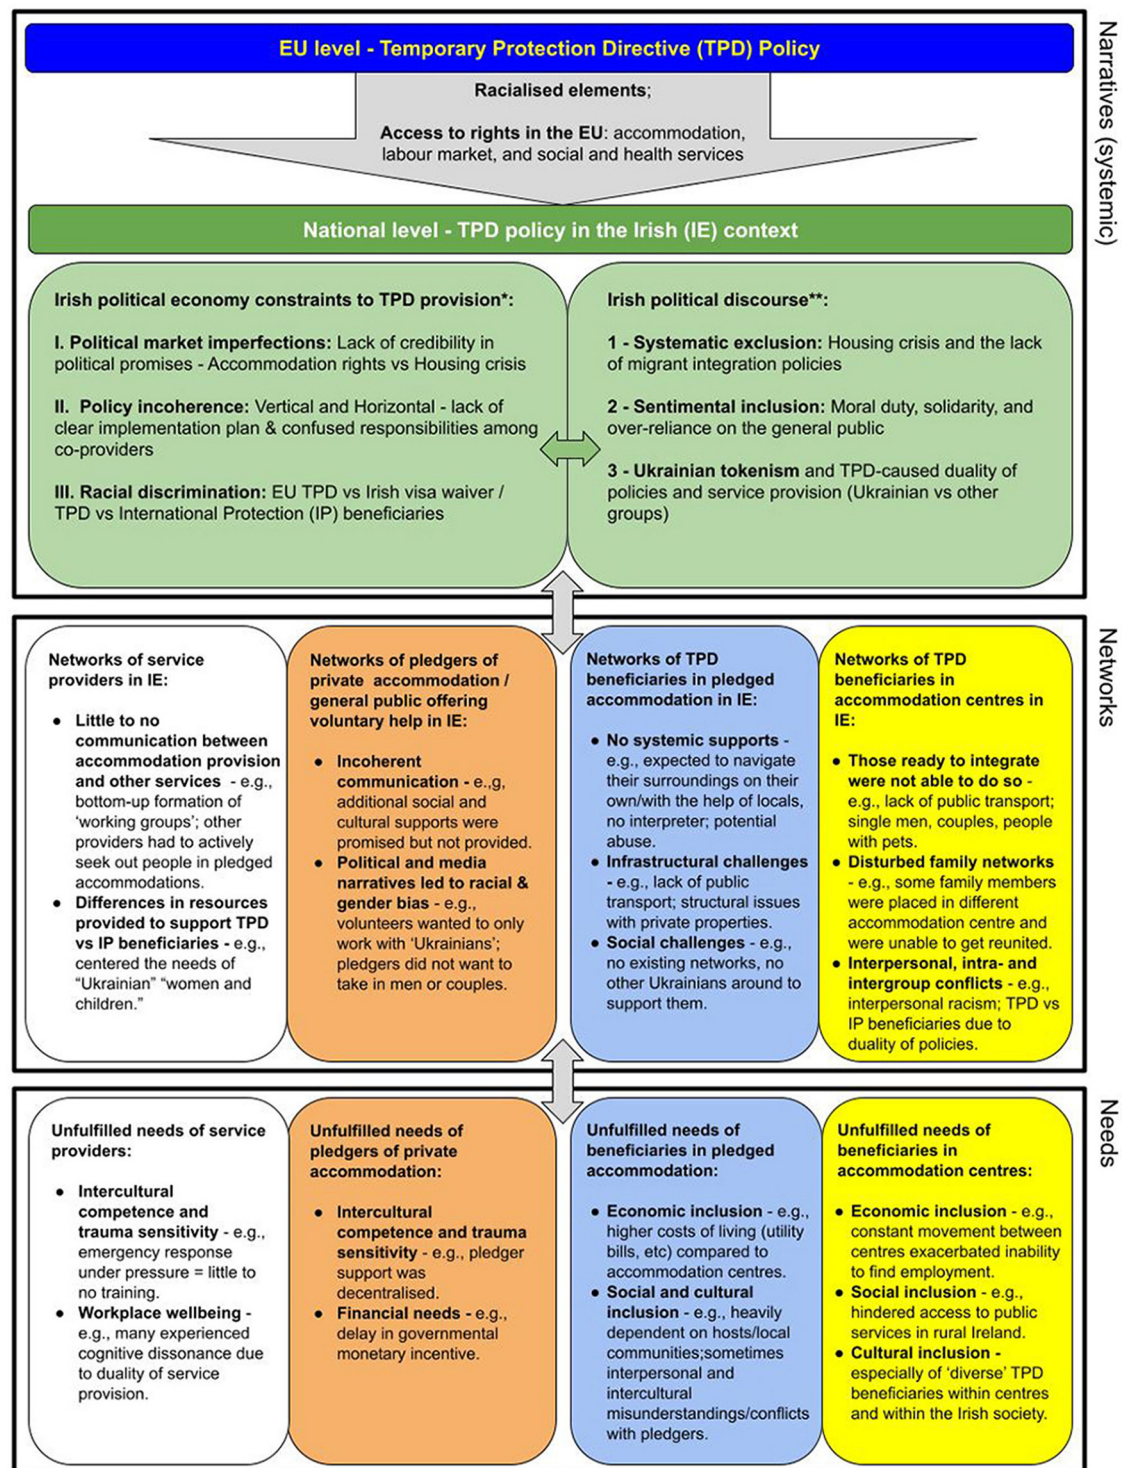 EU level - Temporary Protection Directive (TPD) Policy
Racialised elements;
Access to rights in the EU: accommodation,
labour market, and social and health services
National level - TPD policy in the Irish (IE) context
Irish political economy constraints to TPD provision*:
I. Political market imperfections: Lack of credibility in
political promises - Accommodation rights vs Housing crisis
II. Policy incoherence: Vertical and Horizontal - lack of
clear implementation plan & confused responsibilities among
co-providers
III. Racial discrimination: EU TPD vs Irish visa waiver /
TPD vs International Protection (IP) beneficiaries
Irish political discourse**:
1 - Systematic exclusion: Housing crisis and the lack
of migrant integration policies
2 - Sentimental inclusion: Moral duty, solidarity, and
over-reliance on the general public
3 - Ukrainian tokenism and TPD-caused duality of
policies and service provision (Ukrainian vs other
groups)
Narratives (systemic)
Networks of service
providers in IE:
● Little to no
communication between
accommodation provision
and other services - e.g.,
bottom-up formation of
‘working groups’; other
providers had to actively
seek out people in pledged
accommodations.
● Differences in resources
provided to support TPD
vs IP beneficiaries - e.g.,
centered the needs of
“Ukrainian” “women and
children.”
Networks of pledgers of
private accommodation /
general public offering
voluntary help in IE:
● Incoherent
communication - e.,g,
additional social and
cultural supports were
promised but not provided.
● Political and media
narratives led to racial &
gender bias - e.g.,
volunteers wanted to only
work with ‘Ukrainians’;
pledgers did not want to
take in men or couples.
Networks of TPD
beneficiaries in pledged
accommodation in IE:
● No systemic supports -
e.g., expected to navigate
their surroundings on their
own/with the help of locals,
no interpreter; potential
abuse.
● Infrastructural challenges
- e.g., lack of public
transport; structural issues
with private properties.
● Social challenges - e.g.,
no existing networks, no
other Ukrainians around to
support them.
Networks of TPD
beneficiaries in
accommodation centres in
IE:
● Those ready to integrate
were not able to do so -
e.g., lack of public transport;
single men, couples, people
with pets.
● Disturbed family networks
- e.g., some family members
were placed in different
accommodation centre and
were unable to get reunited.
● Interpersonal, intra- and
intergroup conflicts - e.g.,
interpersonal racism; TPD vs
IP beneficiaries due to
duality of policies.
Networks
Unfulfilled needs of service
providers:
● Intercultural
competence and
trauma sensitivity - e.g.,
emergency response
under pressure = little to
no training.
● Workplace wellbeing -
e.g., many experienced
cognitive dissonance due
to duality of service
provision.
Unfulfilled needs of
pledgers of private
accommodation:
● Intercultural
competence and trauma
sensitivity - e.g., pledger
support was
decentralised.
● Financial needs - e.g.,
delay in governmental
monetary incentive.
Unfulfilled needs of
beneficiaries in pledged
accommodation:
● Economic inclusion - e.g.,
higher costs of living (utility
bills, etc) compared to
accommodation centres.
● Social and cultural
inclusion - e.g., heavily
dependent on hosts/local
communities;sometimes
interpersonal and
intercultural
misunderstandings/conflicts
with pledgers.
Unfulfilled needs of
beneficiaries in
accommodation centres:
● Economic inclusion - e.g.,
constant movement between
centres exacerbated inability
to find employment.
● Social inclusion - e.g.,
hindered access to public
services in rural Ireland.
● Cultural inclusion -
especially of ‘diverse’ TPD
beneficiaries within centres
and within the Irish society.
Needs